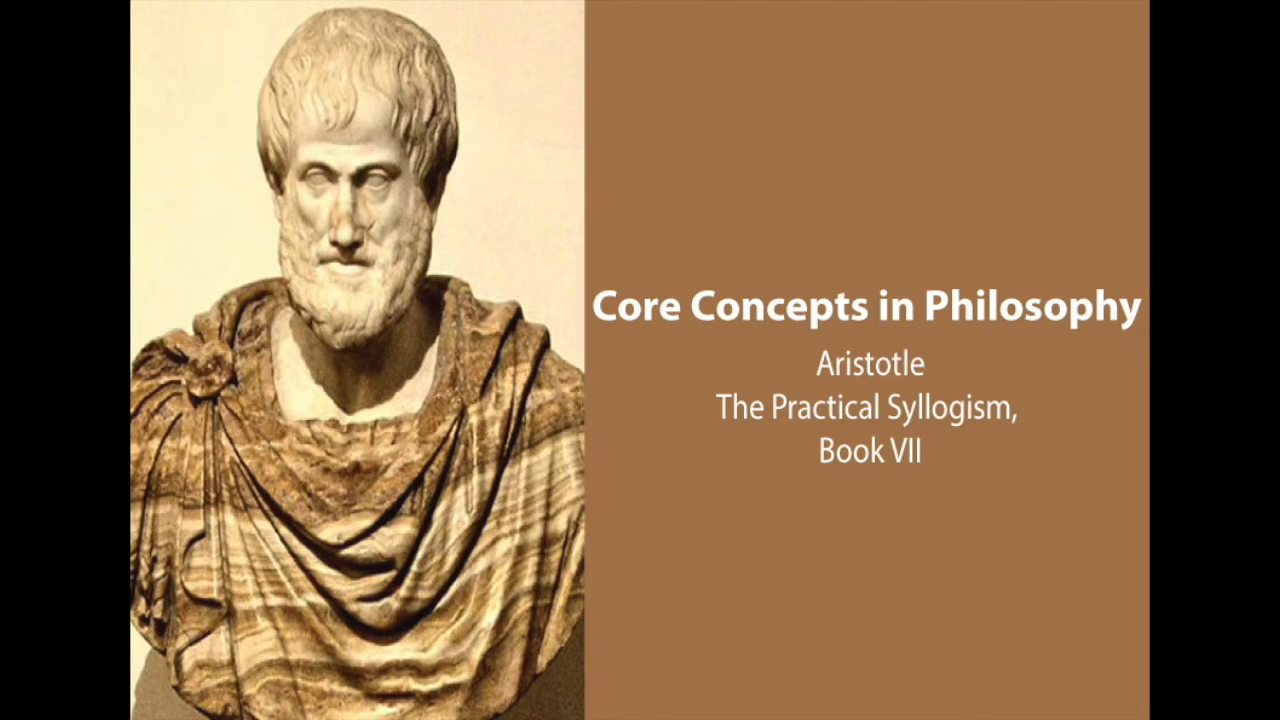 Core Concepts in Philosophy
Aristotle
The Practical Syllogism,
Book VII